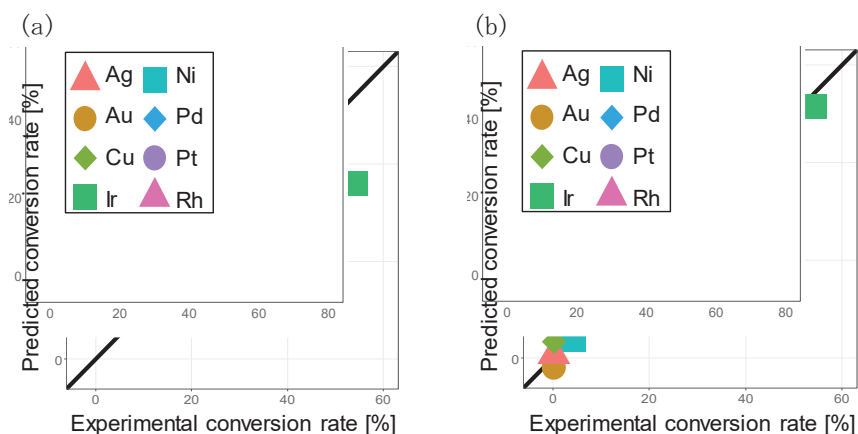 (a)
Predicted conversion rate [%]
Ag
Ni
Au
Pd
Cu
Pt
Ir
Rh
40
20
0
0
20
40
60
80
0
0
20
40
60
Experimental conversion rate [%]
(b)
Predicted conversion rate [%]
Ag
Ni
Au
Pd
Cu
Pt
Ir
Rh
40
20
0
0
20
40
60
80
0
0
20
40
60
Experimental conversion rate [%]